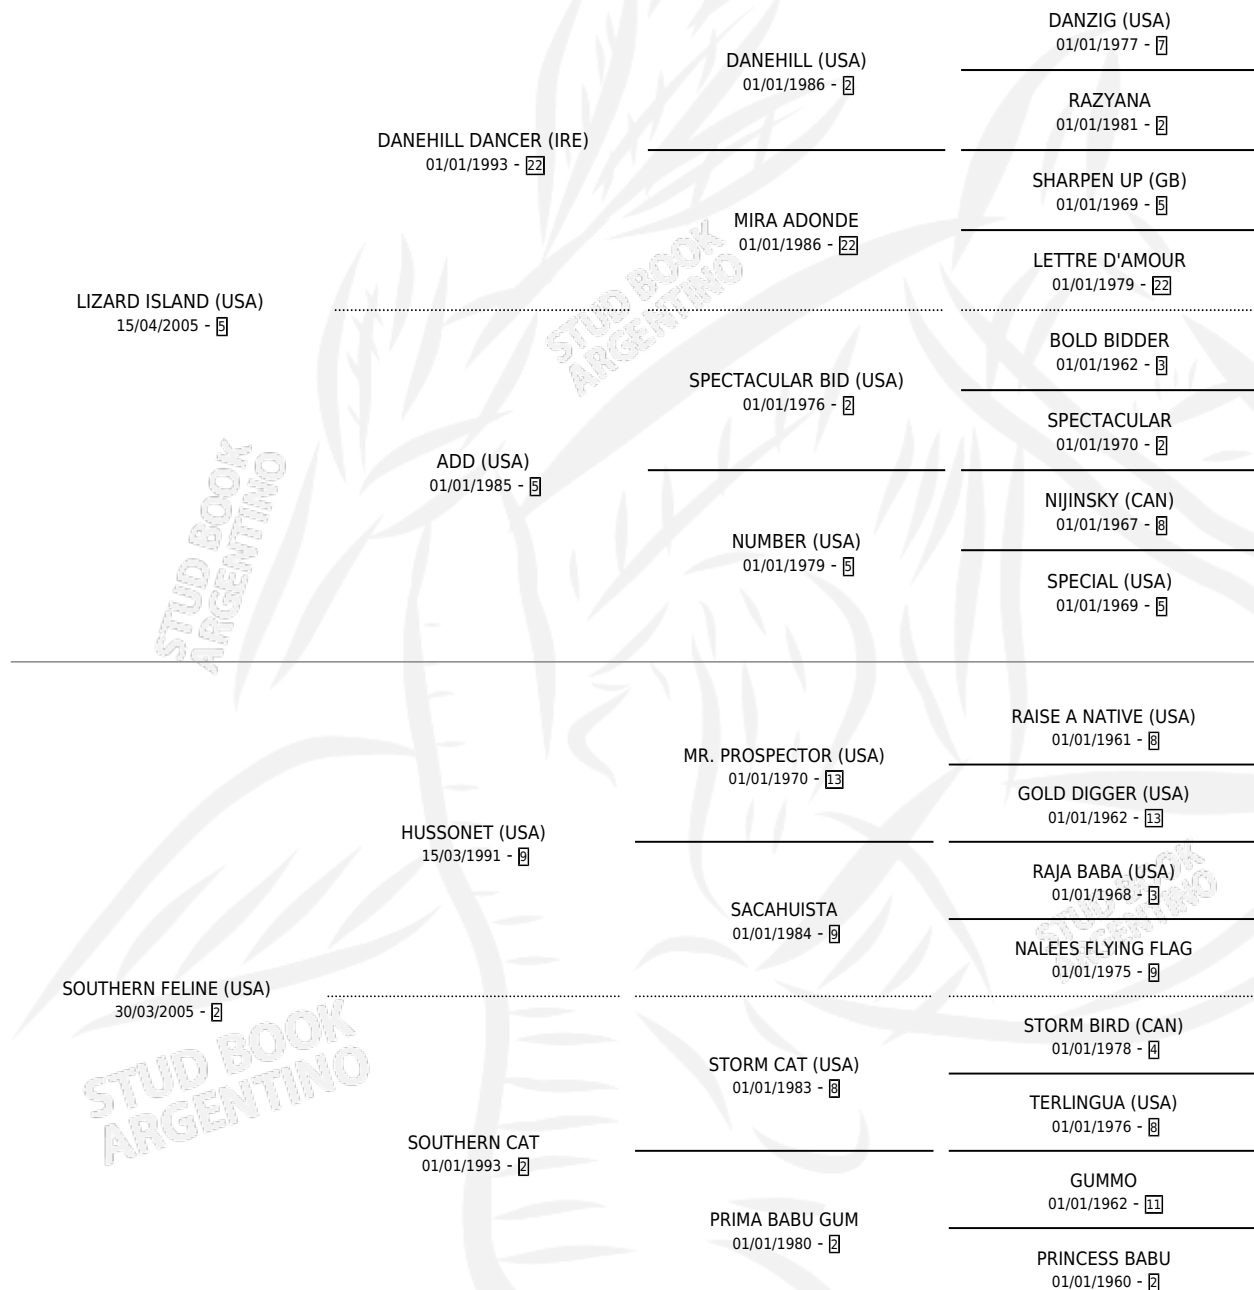 DANZIG (USA)
01/01/1977 - 7
DANEHILL (USA)
01/01/1986 - 2
RAZYANA
01/01/1981 - 2
DANEHILL DANCER (IRE)
01/01/1993 - 22
SHARPEN UP (GB)
01/01/1969 - 5
MIRA ADONDE
01/01/1986 - 22
LETTRE D'AMOUR
01/01/1979 - 22
LIZARD ISLAND (USA)
15/04/2005 - 5
STUD BOOK
ARGENTINO
BOLD BIDDER
01/01/1962 - 3
SPECTACULAR BID (USA)
01/01/1976 - 2
SPECTACULAR
01/01/1970 - 2
ADD (USA)
01/01/1985 - 5
NIJINSKY (CAN)
01/01/1967 - 8
NUMBER (USA)
01/01/1979 - 5
SPECIAL (USA)
01/01/1969 - 5
STUD BOOK
ARGENTINO
RAISE A NATIVE (USA)
01/01/1961 - 8
MR. PROSPECTOR (USA)
01/01/1970 - 13
GOLD DIGGER (USA)
01/01/1962 - 13
HUSSONET (USA)
15/03/1991 - 9
RAJA BABA (USA)
01/01/1968 - 3
SACAHUISTA
01/01/1984 - 9
NALEES FLYING FLAG
01/01/1975 - 9
STUD BOOK
ARGENTINO
SOUTHERN FELINE (USA)
30/03/2005 - 2
STORM BIRD (CAN)
01/01/1978 - 4
STORM CAT (USA)
01/01/1983 - 8
TERLINGUA (USA)
01/01/1976 - 8
STUD BOOK
ARGENTINO
SOUTHERN CAT
01/01/1993 - 2
GUMMO
01/01/1962 - 11
PRIMA BABU GUM
01/01/1980 - 2
PRINCESS BABU
01/01/1960 - 2